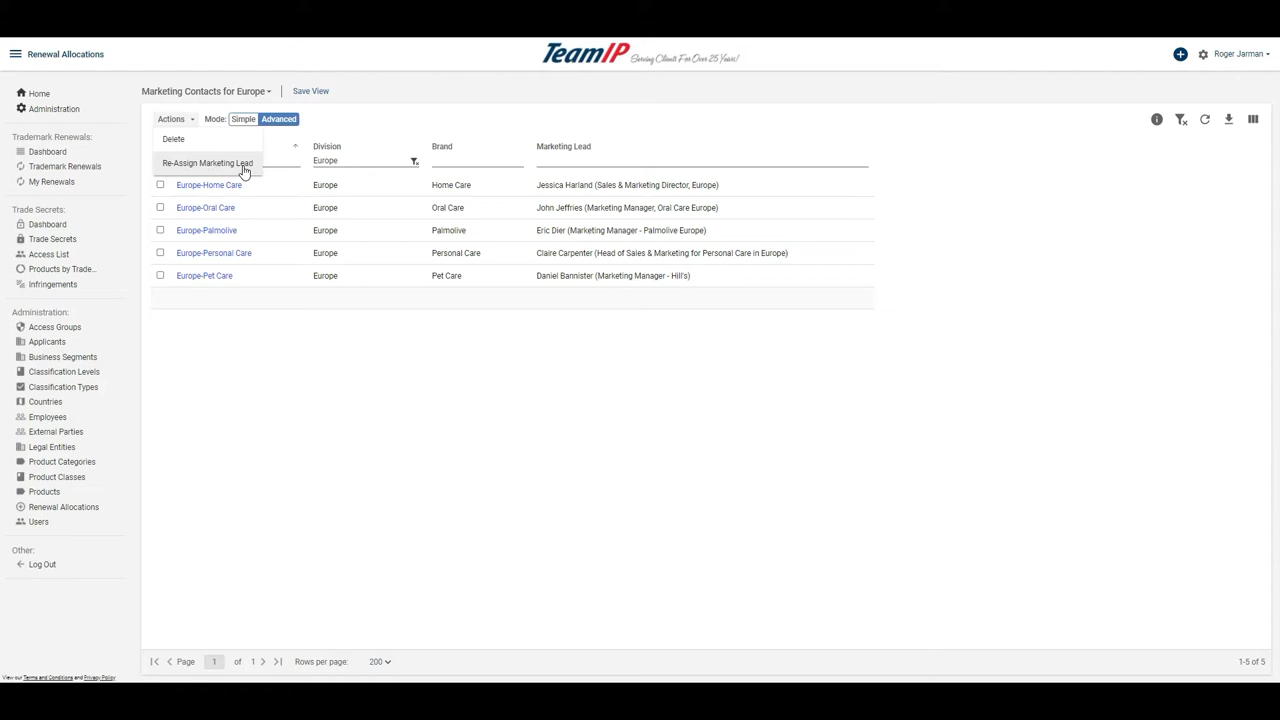 Renewal Allocations
TeamIP Serving Clients For Over 25 Years!
Roger Jarman
Home
Administration
Trademark Renewals:
Dashboard
Trademark Renewals
My Renewals
Trade Secrets:
Dashboard
Trade Secrets
Access List
Products by Trade...
Infringements
Administration:
Access Groups
Applicants
Business Segments
Classification Levels
Classification Types
Countries
Employees
External Parties
Legal Entities
Product Categories
Product Classes
Products
Renewal Allocations
Users
Other:
Log Out
View our Terms and Conditions and Privacy Policy
Marketing Contacts for Europe Save View
Actions Mode: Simple Advanced
Delete
Re-Assign Marketing Lead
Division Brand Marketing Lead
Europe
Europe-Home Care Europe Home Care Jessica Harland (Sales & Marketing Director, Europe)
Europe-Oral Care Europe Oral Care John Jeffries (Marketing Manager, Oral Care Europe)
Europe-Palmolive Europe Palmolive Eric Dier (Marketing Manager - Palmolive Europe)
Europe-Personal Care Europe Personal Care Claire Carpenter (Head of Sales & Marketing for Personal Care in Europe)
Europe-Pet Care Europe Pet Care Daniel Bannister (Marketing Manager - Hill's)
Page 1 of 1 Rows per page: 200 1-5 of 5